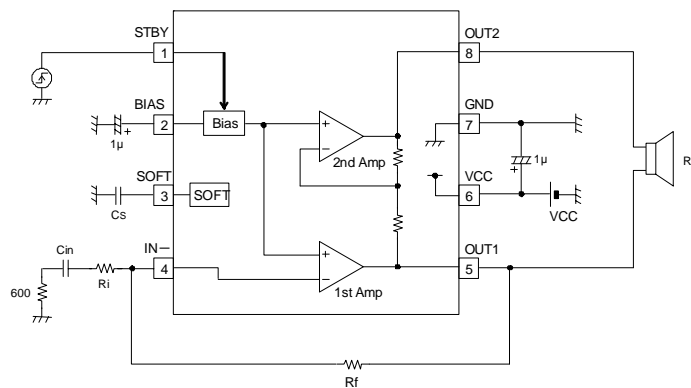 STBY
1
OUT2
8
BIAS
2
1μ
+
Bias
+
−
2nd Amp
GND
7
1μ
+
R
SOFT
3
SOFT
Cs
VCC
6
VCC
IN−
4
Cin
Ri
600
+
−
1st Amp
OUT1
5
Rf